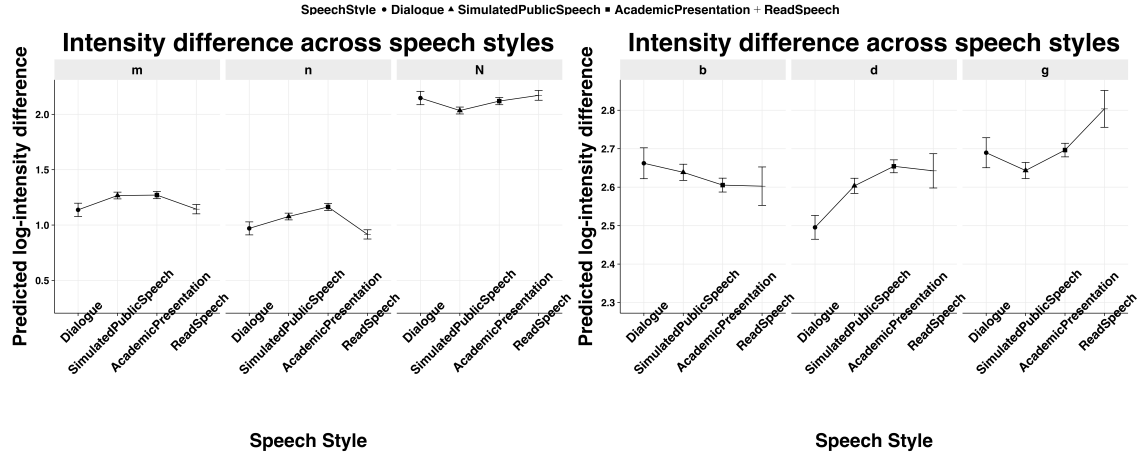 SpeechStyle Dialogue SimulatedPublicSpeech AcademicPresentation ReadSpeech
Intensity difference across speech styles
m n N
Predicted log-intensity difference
2.0
1.5
1.0
0.5
Dialogue SimulatedPublicSpeech AcademicPresentation ReadSpeech
Dialogue SimulatedPublicSpeech AcademicPresentation ReadSpeech
Dialogue SimulatedPublicSpeech AcademicPresentation ReadSpeech
Speech Style
Intensity difference across speech styles
b d g
Predicted log-intensity difference
2.8
2.7
2.6
2.5
2.4
2.3
Dialogue SimulatedPublicSpeech AcademicPresentation ReadSpeech
Dialogue SimulatedPublicSpeech AcademicPresentation ReadSpeech
Dialogue SimulatedPublicSpeech AcademicPresentation ReadSpeech
Speech Style